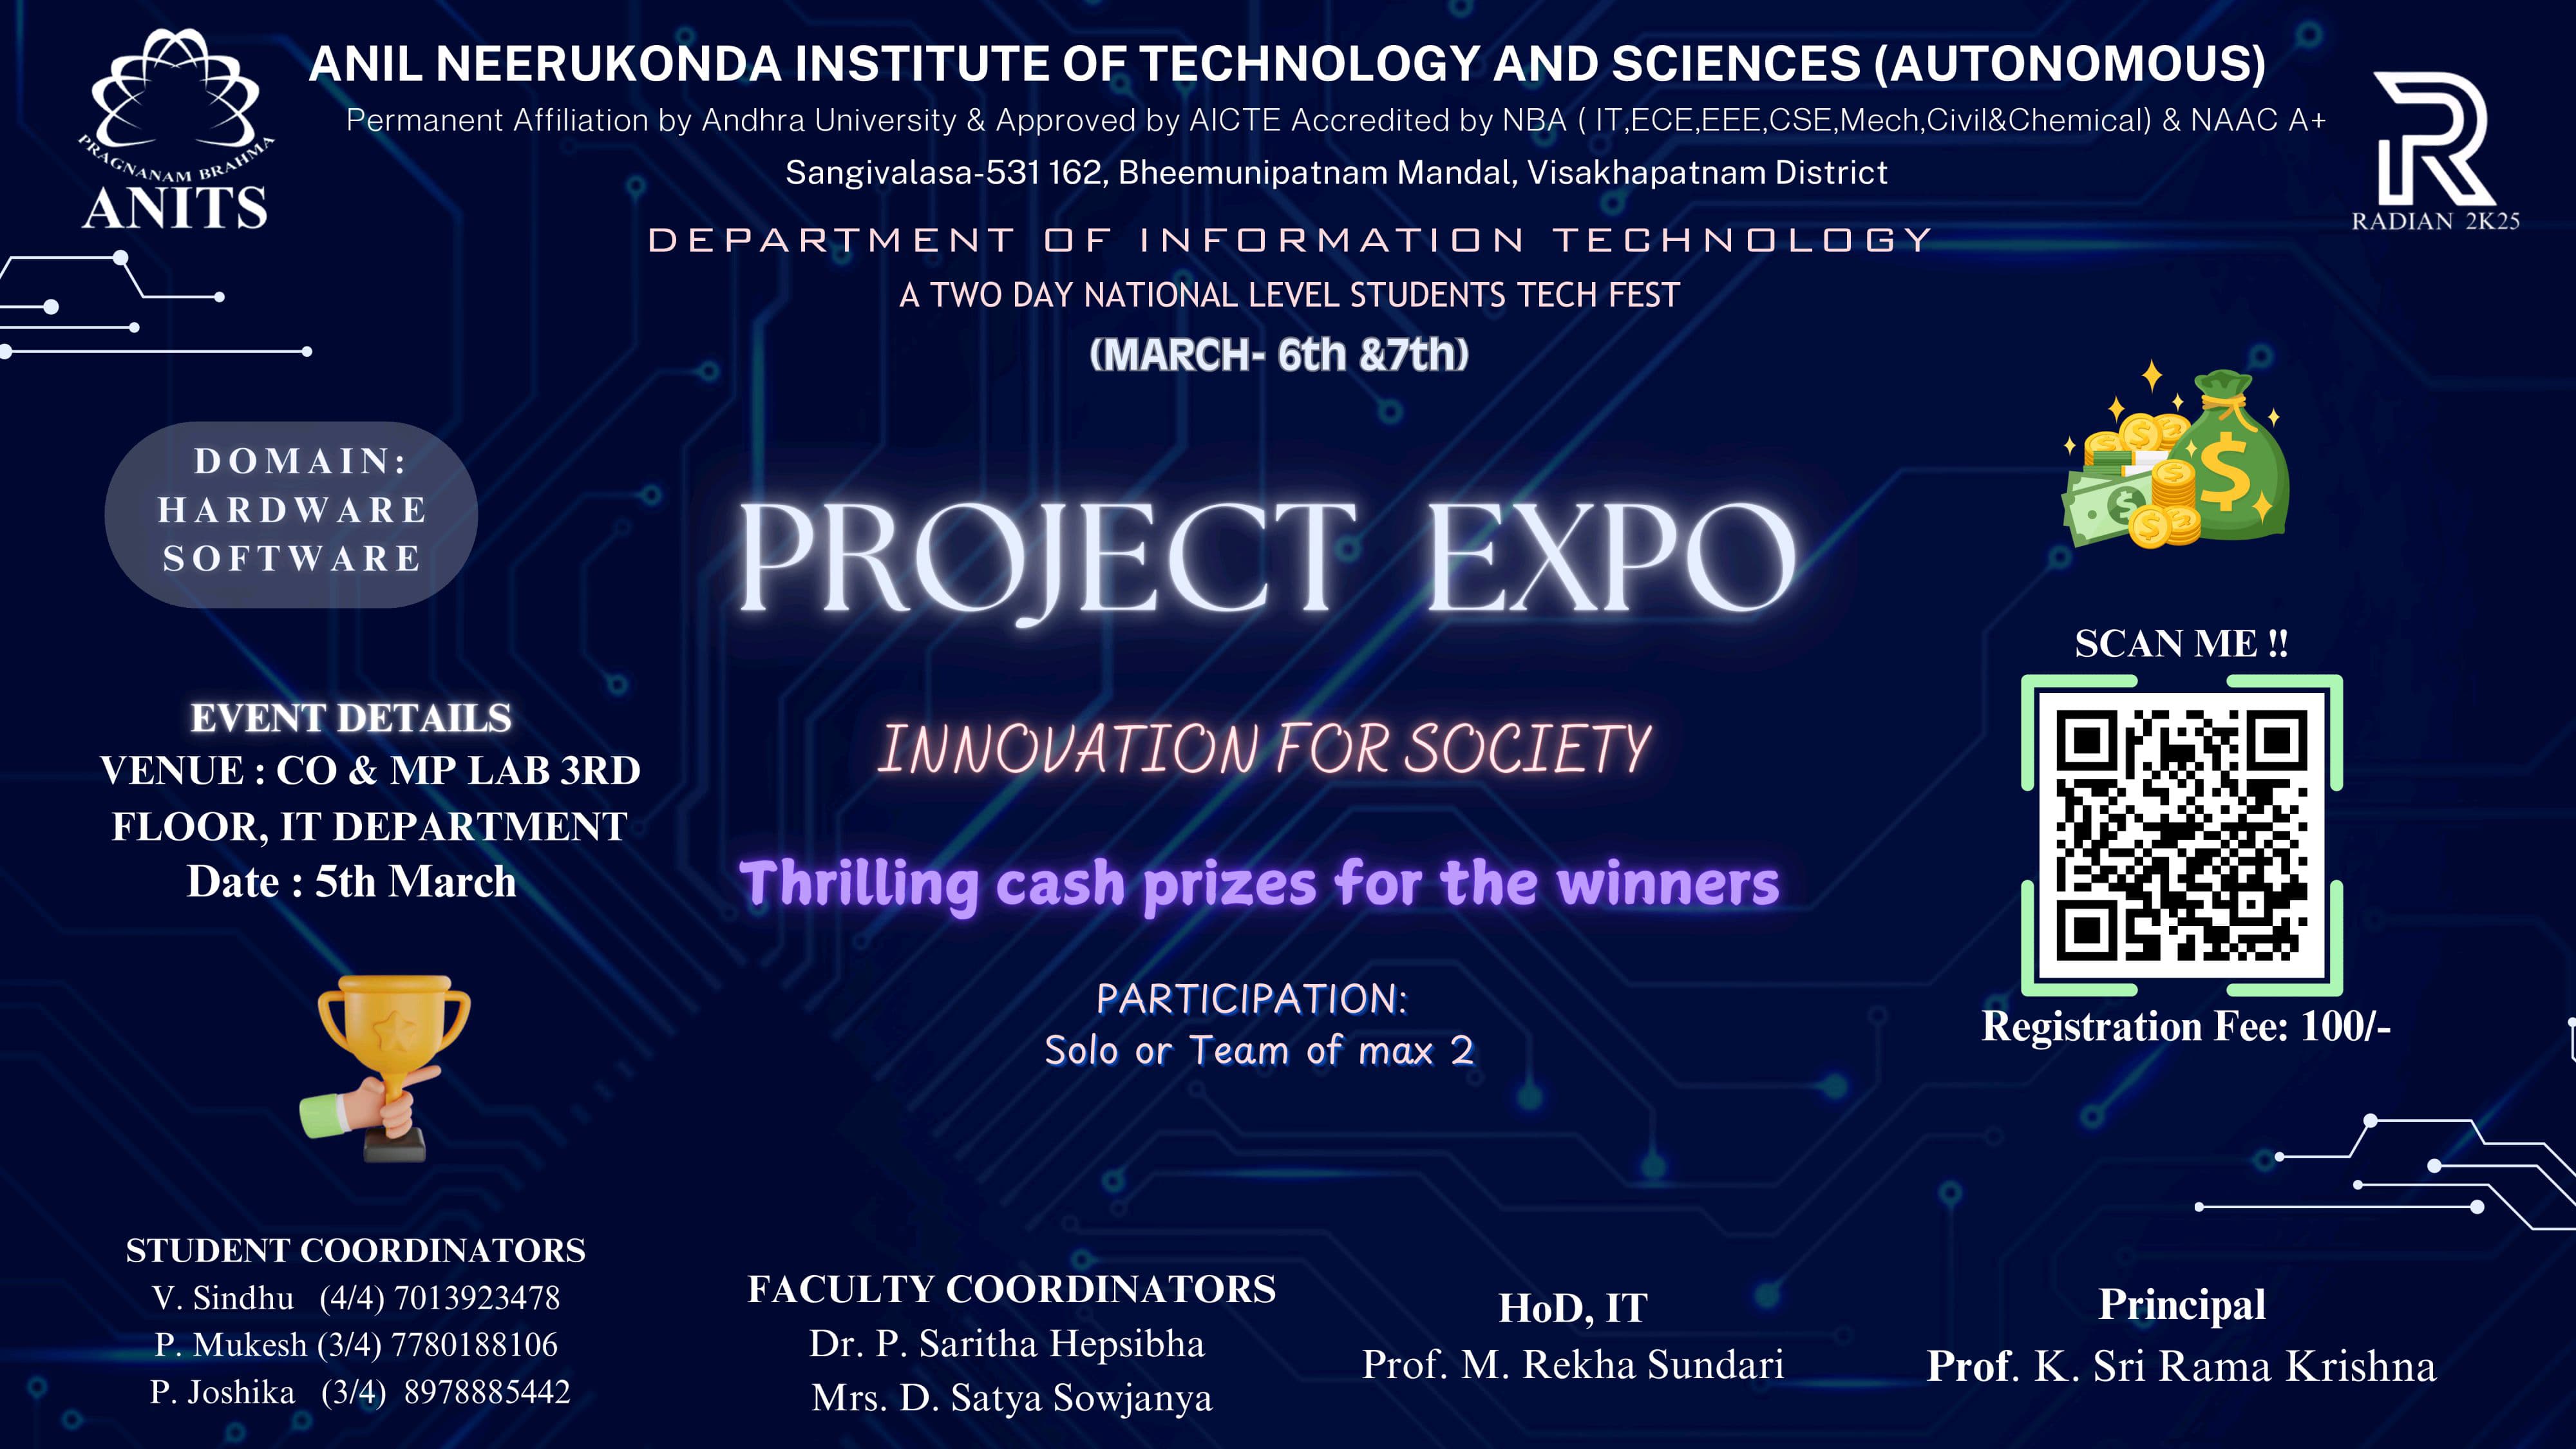 PRAGNANAM BRAHMA
ANITS
ANIL NEERUKONDA INSTITUTE OF TECHNOLOGY AND SCIENCES (AUTONOMOUS)
Permanent Affiliation by Andhra University & Approved by AICTE Accredited by NBA ( IT,ECE,EEE,CSE,Mech,Civil&Chemical) & NAAC A+
Sangivalasa-531 162, Bheemunipatnam Mandal, Visakhapatnam District
RADIAN 2K25
DEPARTMENT OF INFORMATION TECHNOLOGY
A TWO DAY NATIONAL LEVEL STUDENTS TECH FEST
(MARCH- 6th &7th)
DOMAIN:
HARDWARE
SOFTWARE
PROJECT EXPO
INNOVATION FOR SOCIETY
Thrilling cash prizes for the winners
PARTICIPATION:
Solo or Team of max 2
EVENT DETAILS
VENUE : CO & MP LAB 3RD
FLOOR, IT DEPARTMENT
Date : 5th March
SCAN ME !!
Registration Fee: 100/-
STUDENT COORDINATORS
V. Sindhu (4/4) 7013923478
P. Mukesh (3/4) 7780188106
P. Joshika (3/4) 8978885442
FACULTY COORDINATORS
Dr. P. Saritha Hepsibha
Mrs. D. Satya Sowjanya
HoD, IT
Prof. M. Rekha Sundari
Principal
Prof. K. Sri Rama Krishna